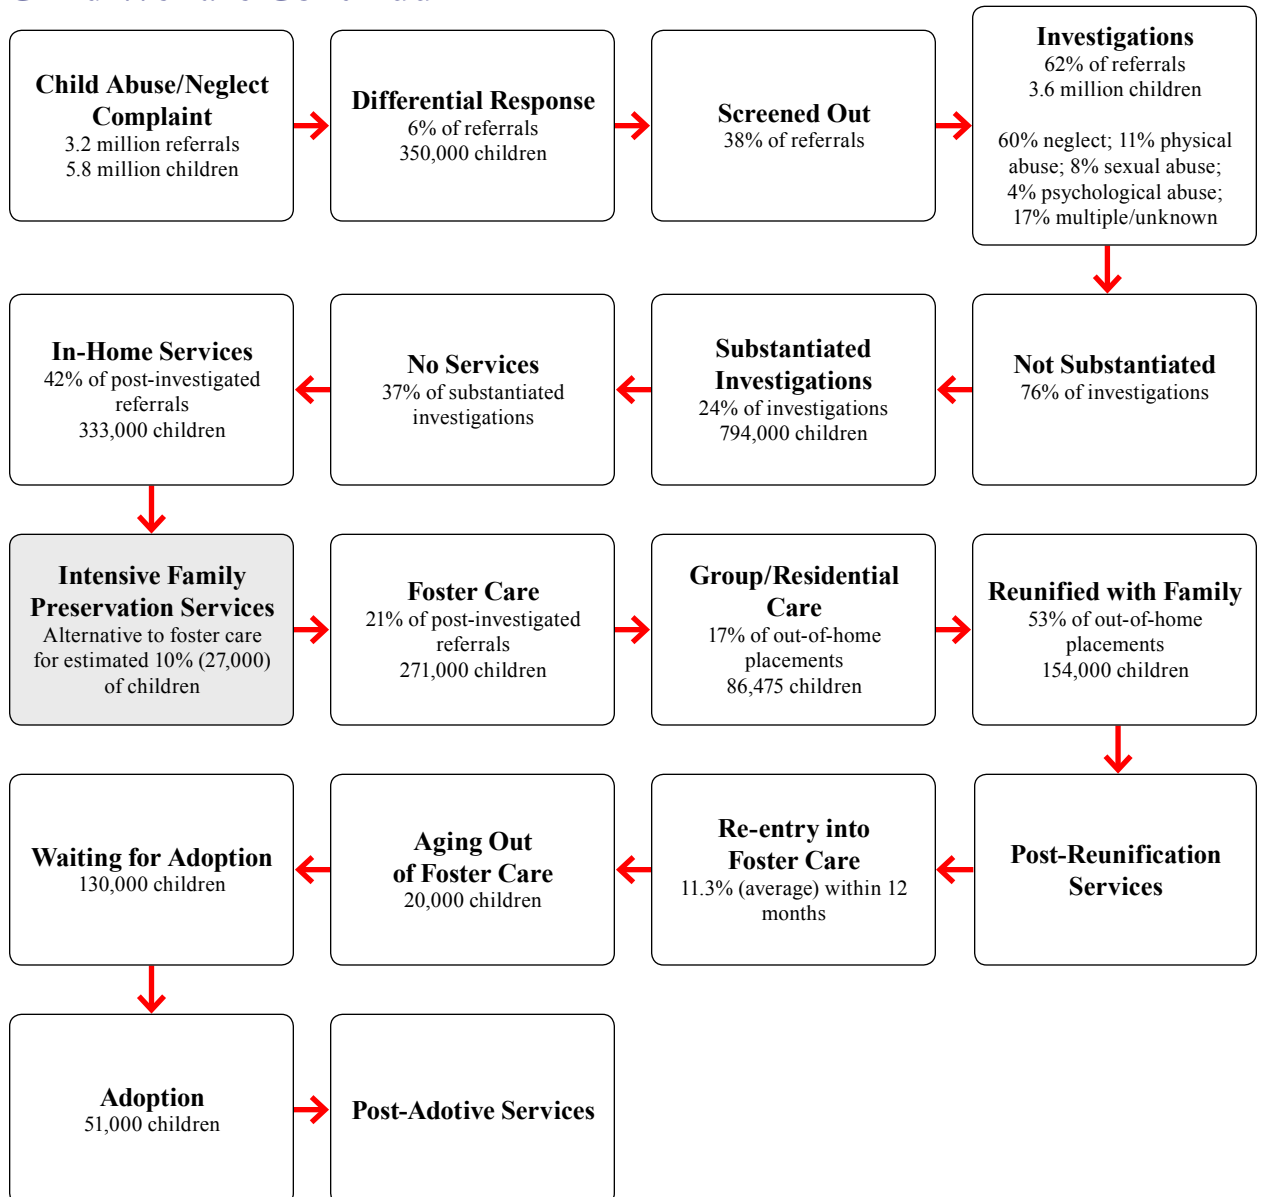 Child Abuse/Neglect
Complaint
3.2 million referrals
5.8 million children
Differential Response
6% of referrals
350,000 children
Screened Out
38% of referrals
Investigations
62% of referrals
3.6 million children
60% neglect; 11% physical
abuse; 8% sexual abuse;
4% psychological abuse;
17% multiple/unknown
In-Home Services
42% of post-investigated
referrals
333,000 children
No Services
37% of substantiated
investigations
Substantiated
Investigations
24% of investigations
794,000 children
Not Substantiated
76% of investigations
Intensive Family
Preservation Services
Alternative to foster care
for estimated 10% (27,000)
of children
Foster Care
21% of post-investigated
referrals
271,000 children
Group/Residential
Care
17% of out-of-home
placements
86,475 children
Reunified with Family
53% of out-of-home
placements
154,000 children
Waiting for Adoption
130,000 children
Aging Out
of Foster Care
20,000 children
Re-entry into
Foster Care
11.3% (average) within 12
months
Post-Reunification
Services
Adoption
51,000 children
Post-Adotive Services